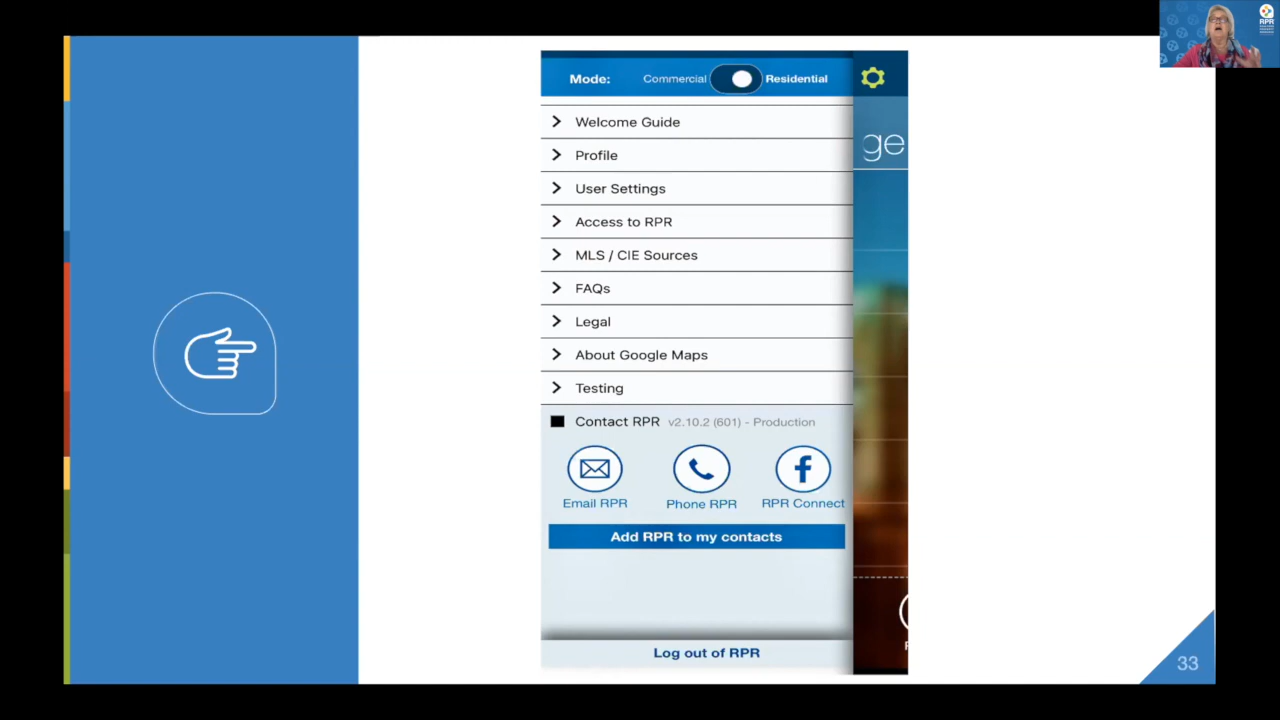 RPR
Mode: Commercial Residential
Welcome Guide
Profile
User Settings
Access to RPR
MLS / CIE Sources
FAQs
Legal
About Google Maps
Testing
Contact RPR v2.10.2 (601) - Production
Email RPR Phone RPR RPR Connect
Add RPR to my contacts
Log out of RPR
ge
33